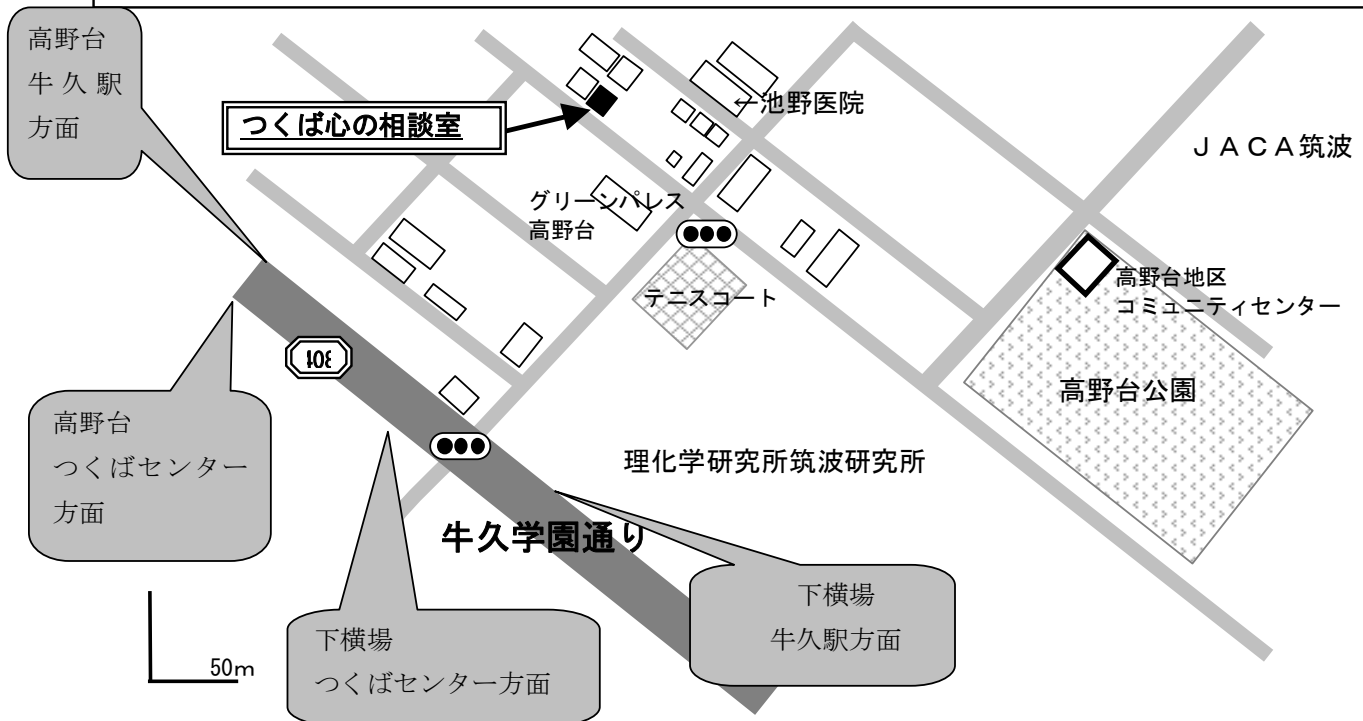 高野台
牛久駅
方面
つくば心の相談室
←池野医院
JACA筑波
グリーンパレス
高野台
テニスコート
高野台地区
コミュニティセンター
高野台公園
301
高野台
つくばセンター
方面
理化学研究所筑波研究所
牛久学園通り
下横場
牛久駅方面
下横場
つくばセンター方面
50m